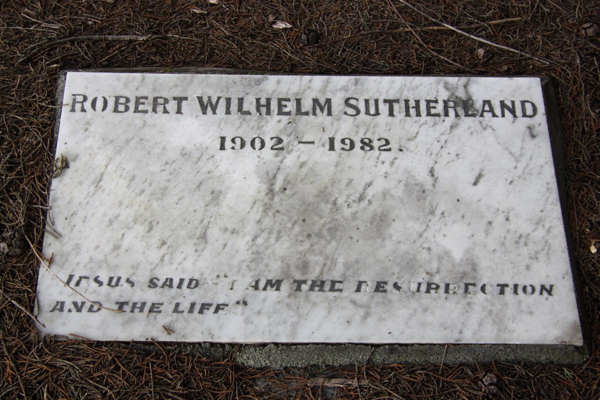 ROBERT WILHELM SUTHERLAND
1902 – 1982.
JESUS SAID "I AM THE RESURRECTION
AND THE LIFE"